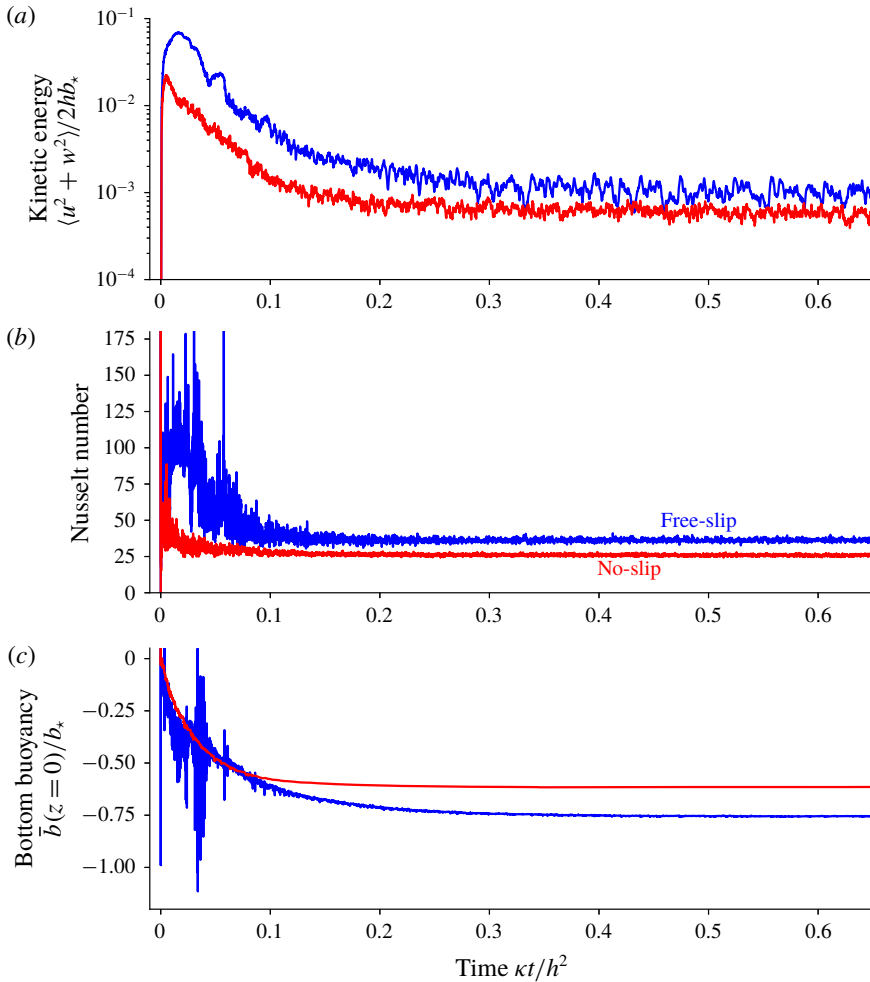 (a)
Kinetic energy
⟨u² + w²⟩/2hb⋆
10⁻¹
10⁻²
10⁻³
10⁻⁴
0 0.1 0.2 0.3 0.4 0.5 0.6
(b)
Nusselt number
175
150
125
100
75
50
25
0
Free-slip
No-slip
0 0.1 0.2 0.3 0.4 0.5 0.6
(c)
Bottom buoyancy
b̄(z = 0)/b⋆
0
−0.25
−0.50
−0.75
−1.00
0 0.1 0.2 0.3 0.4 0.5 0.6
Time κt/h²